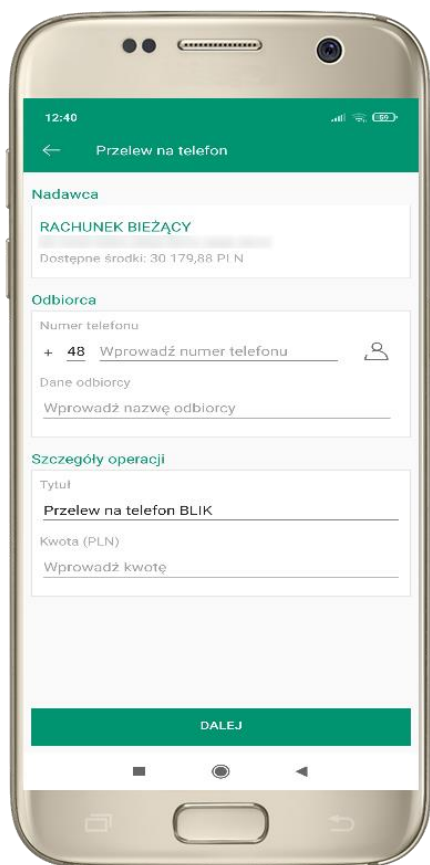 12:40
59
Przelew na telefon
Nadawca
RACHUNEK BIEŻĄCY
Dostępne środki: 30 179,88 PLN
Odbiorca
Numer telefonu
+ 48 Wprowadź numer telefonu
Dane odbiorcy
Wprowadź nazwę odbiorcy
Szczegóły operacji
Tytuł
Przelew na telefon BLIK
Kwota (PLN)
Wprowadź kwotę
DALEJ